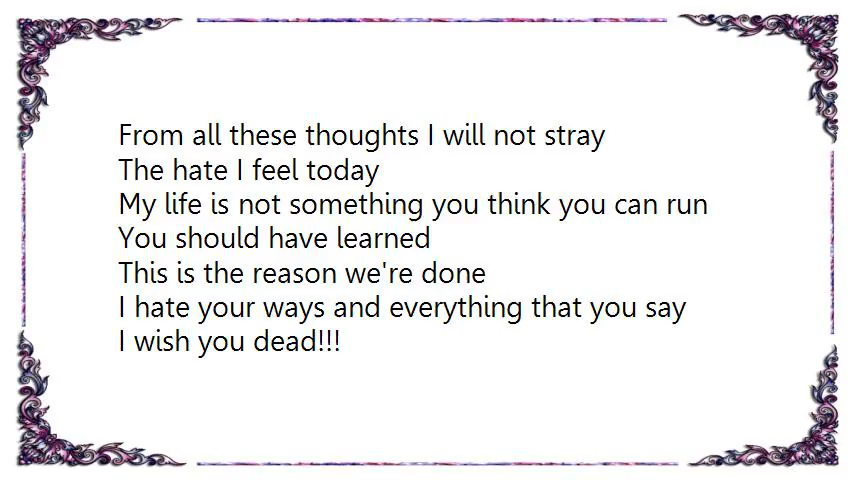 From all these thoughts I will not stray
The hate I feel today
My life is not something you think you can run
You should have learned
This is the reason we're done
I hate your ways and everything that you say
I wish you dead!!!